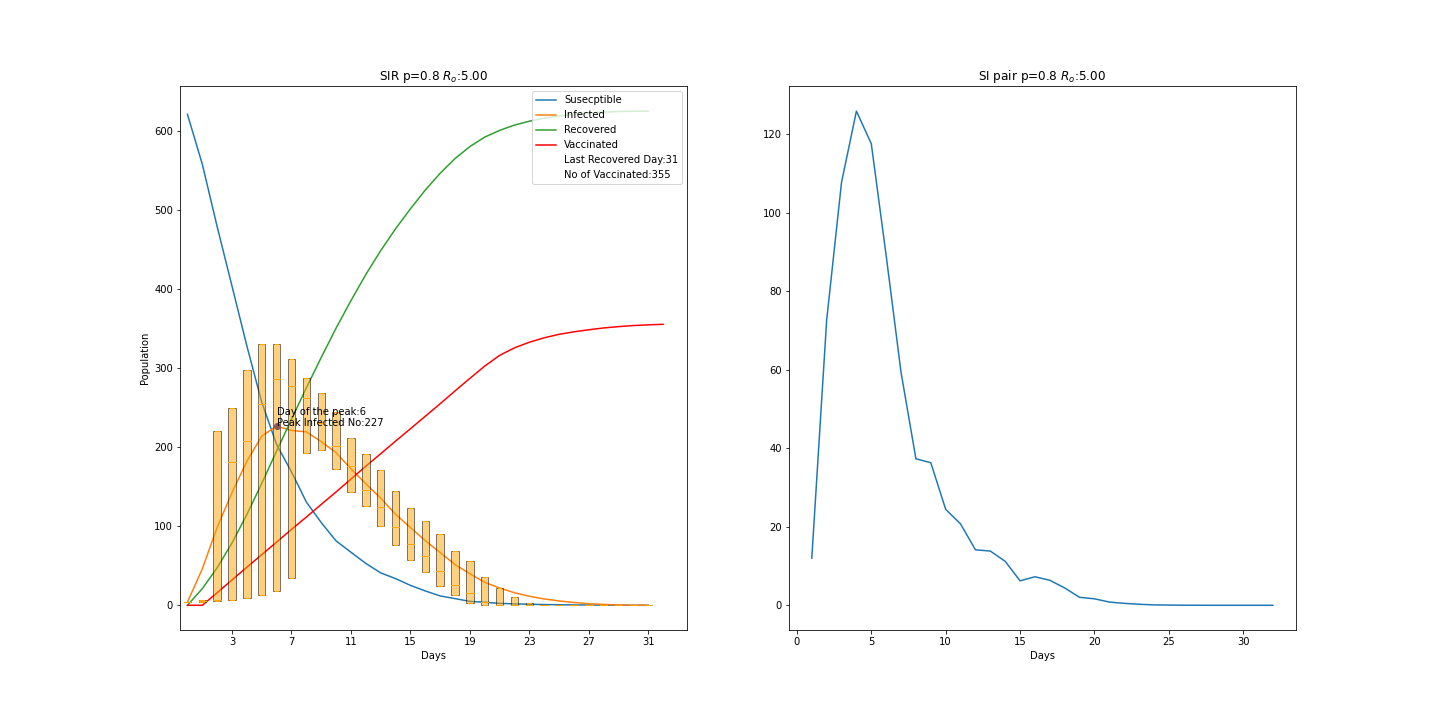 SIR p=0.8 Rₒ:5.00
Susecptible
Infected
Recovered
Vaccinated
Last Recovered Day:31
No of Vaccinated:355
Day of the peak:6
Peak Infected No:227
Population
600
500
400
300
200
100
0
3 7 11 15 19 23 27 31
Days
SI pair p=0.8 Rₒ:5.00
120
100
80
60
40
20
0
0 5 10 15 20 25 30
Days